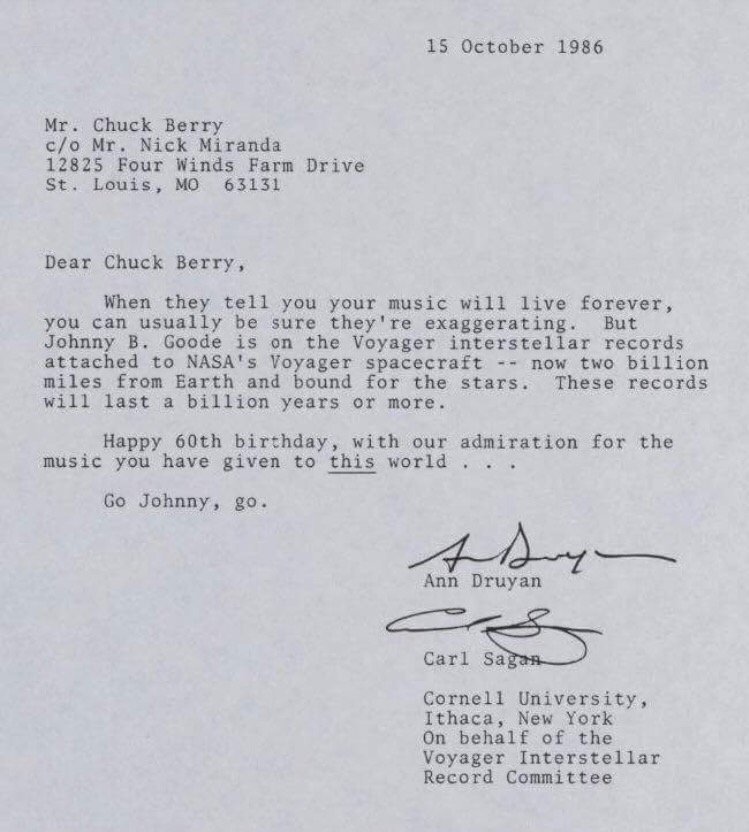 15 October 1986
Mr. Chuck Berry
c/o Mr. Nick Miranda
12825 Four Winds Farm Drive
St. Louis, MO  63131
Dear Chuck Berry,
When they tell you your music will live forever,
you can usually be sure they're exaggerating.  But
Johnny B. Goode is on the Voyager interstellar records
attached to NASA's Voyager spacecraft -- now two billion
miles from Earth and bound for the stars.  These records
will last a billion years or more.
Happy 60th birthday, with our admiration for the
music you have given to this world . . .
Go Johnny, go.
Ann Druyan
Ann Druyan
Carl Sagan
Cornell University,
Ithaca, New York
On behalf of the
Voyager Interstellar
Record Committee